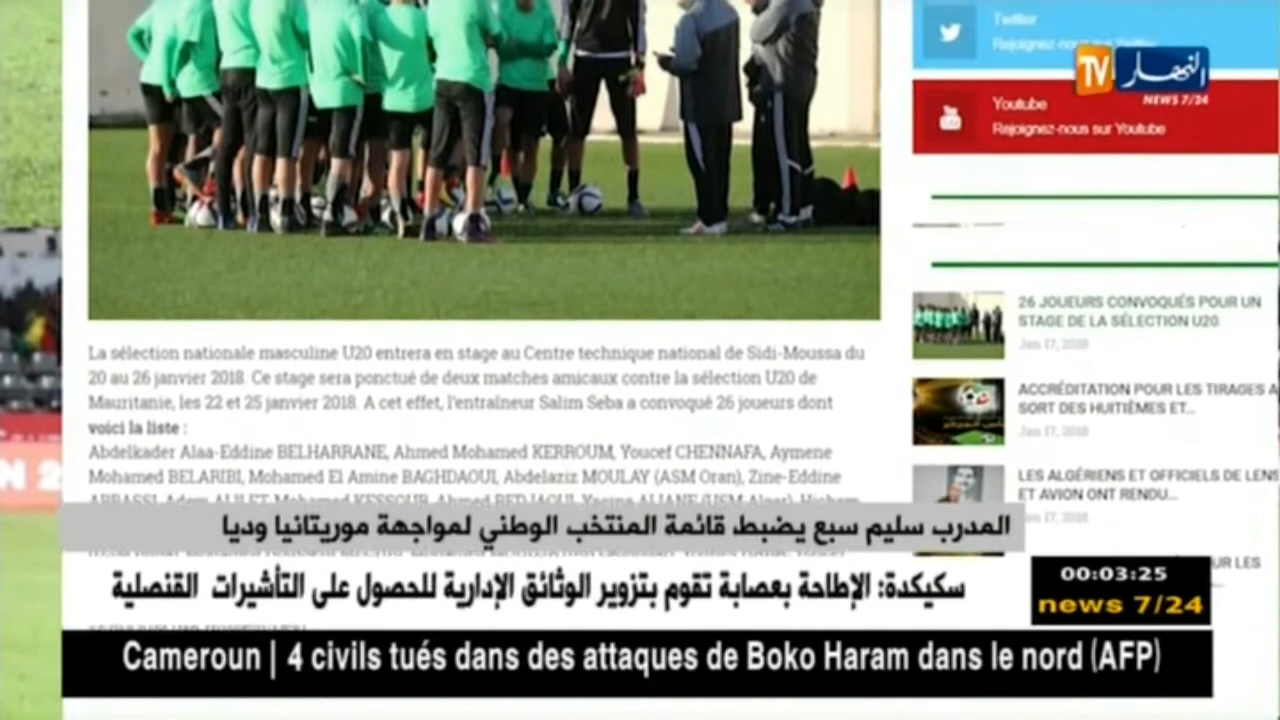 Twitter
Rejoignez-nous sur
TV النهار
NEWS 7/24
Youtube
Rejoignez-nous sur Youtube
26 JOUEURS CONVOQUÉS POUR UN
STAGE DE LA SÉLECTION U20
Jan 17, 2018
ACCRÉDITATION POUR LES TIRAGES A
SORT DES HUITIÈMES ET...
Jan 17, 2018
LES ALGÉRIENS ET OFFICIELS DE LENS
ET AVION ONT RENDU...
Jan 17, 2018
UR LES
La sélection nationale masculine U20 entrera en stage au Centre technique national de Sidi-Moussa du
20 au 26 janvier 2018. Ce stage sera ponctué de deux matches amicaux contre la sélection U20 de
Mauritanie, les 22 et 25 janvier 2018. A cet effet, l'entraîneur Salim Seba a convoqué 26 joueurs dont
voici la liste :
Abdelkader Alaa-Eddine BELHARRANE, Ahmed Mohamed KERROUM, Youcef CHENNAFA, Aymene
Mohamed BELARIBI, Mohamed El Amine BAGHDAOUI, Abdelaziz MOULAY (ASM Oran), Zine-Eddine
N 2
المدرب سليم سبع يضبط قائمة المنتخب الوطني لمواجهة موريتانيا وديا
سكيكدة: الإطاحة بعصابة تقوم بتزوير الوثائق الإدارية للحصول على التأشيرات القنصلية
00:03:25
news 7/24
Cameroun | 4 civils tués dans des attaques de Boko Haram dans le nord (AFP)